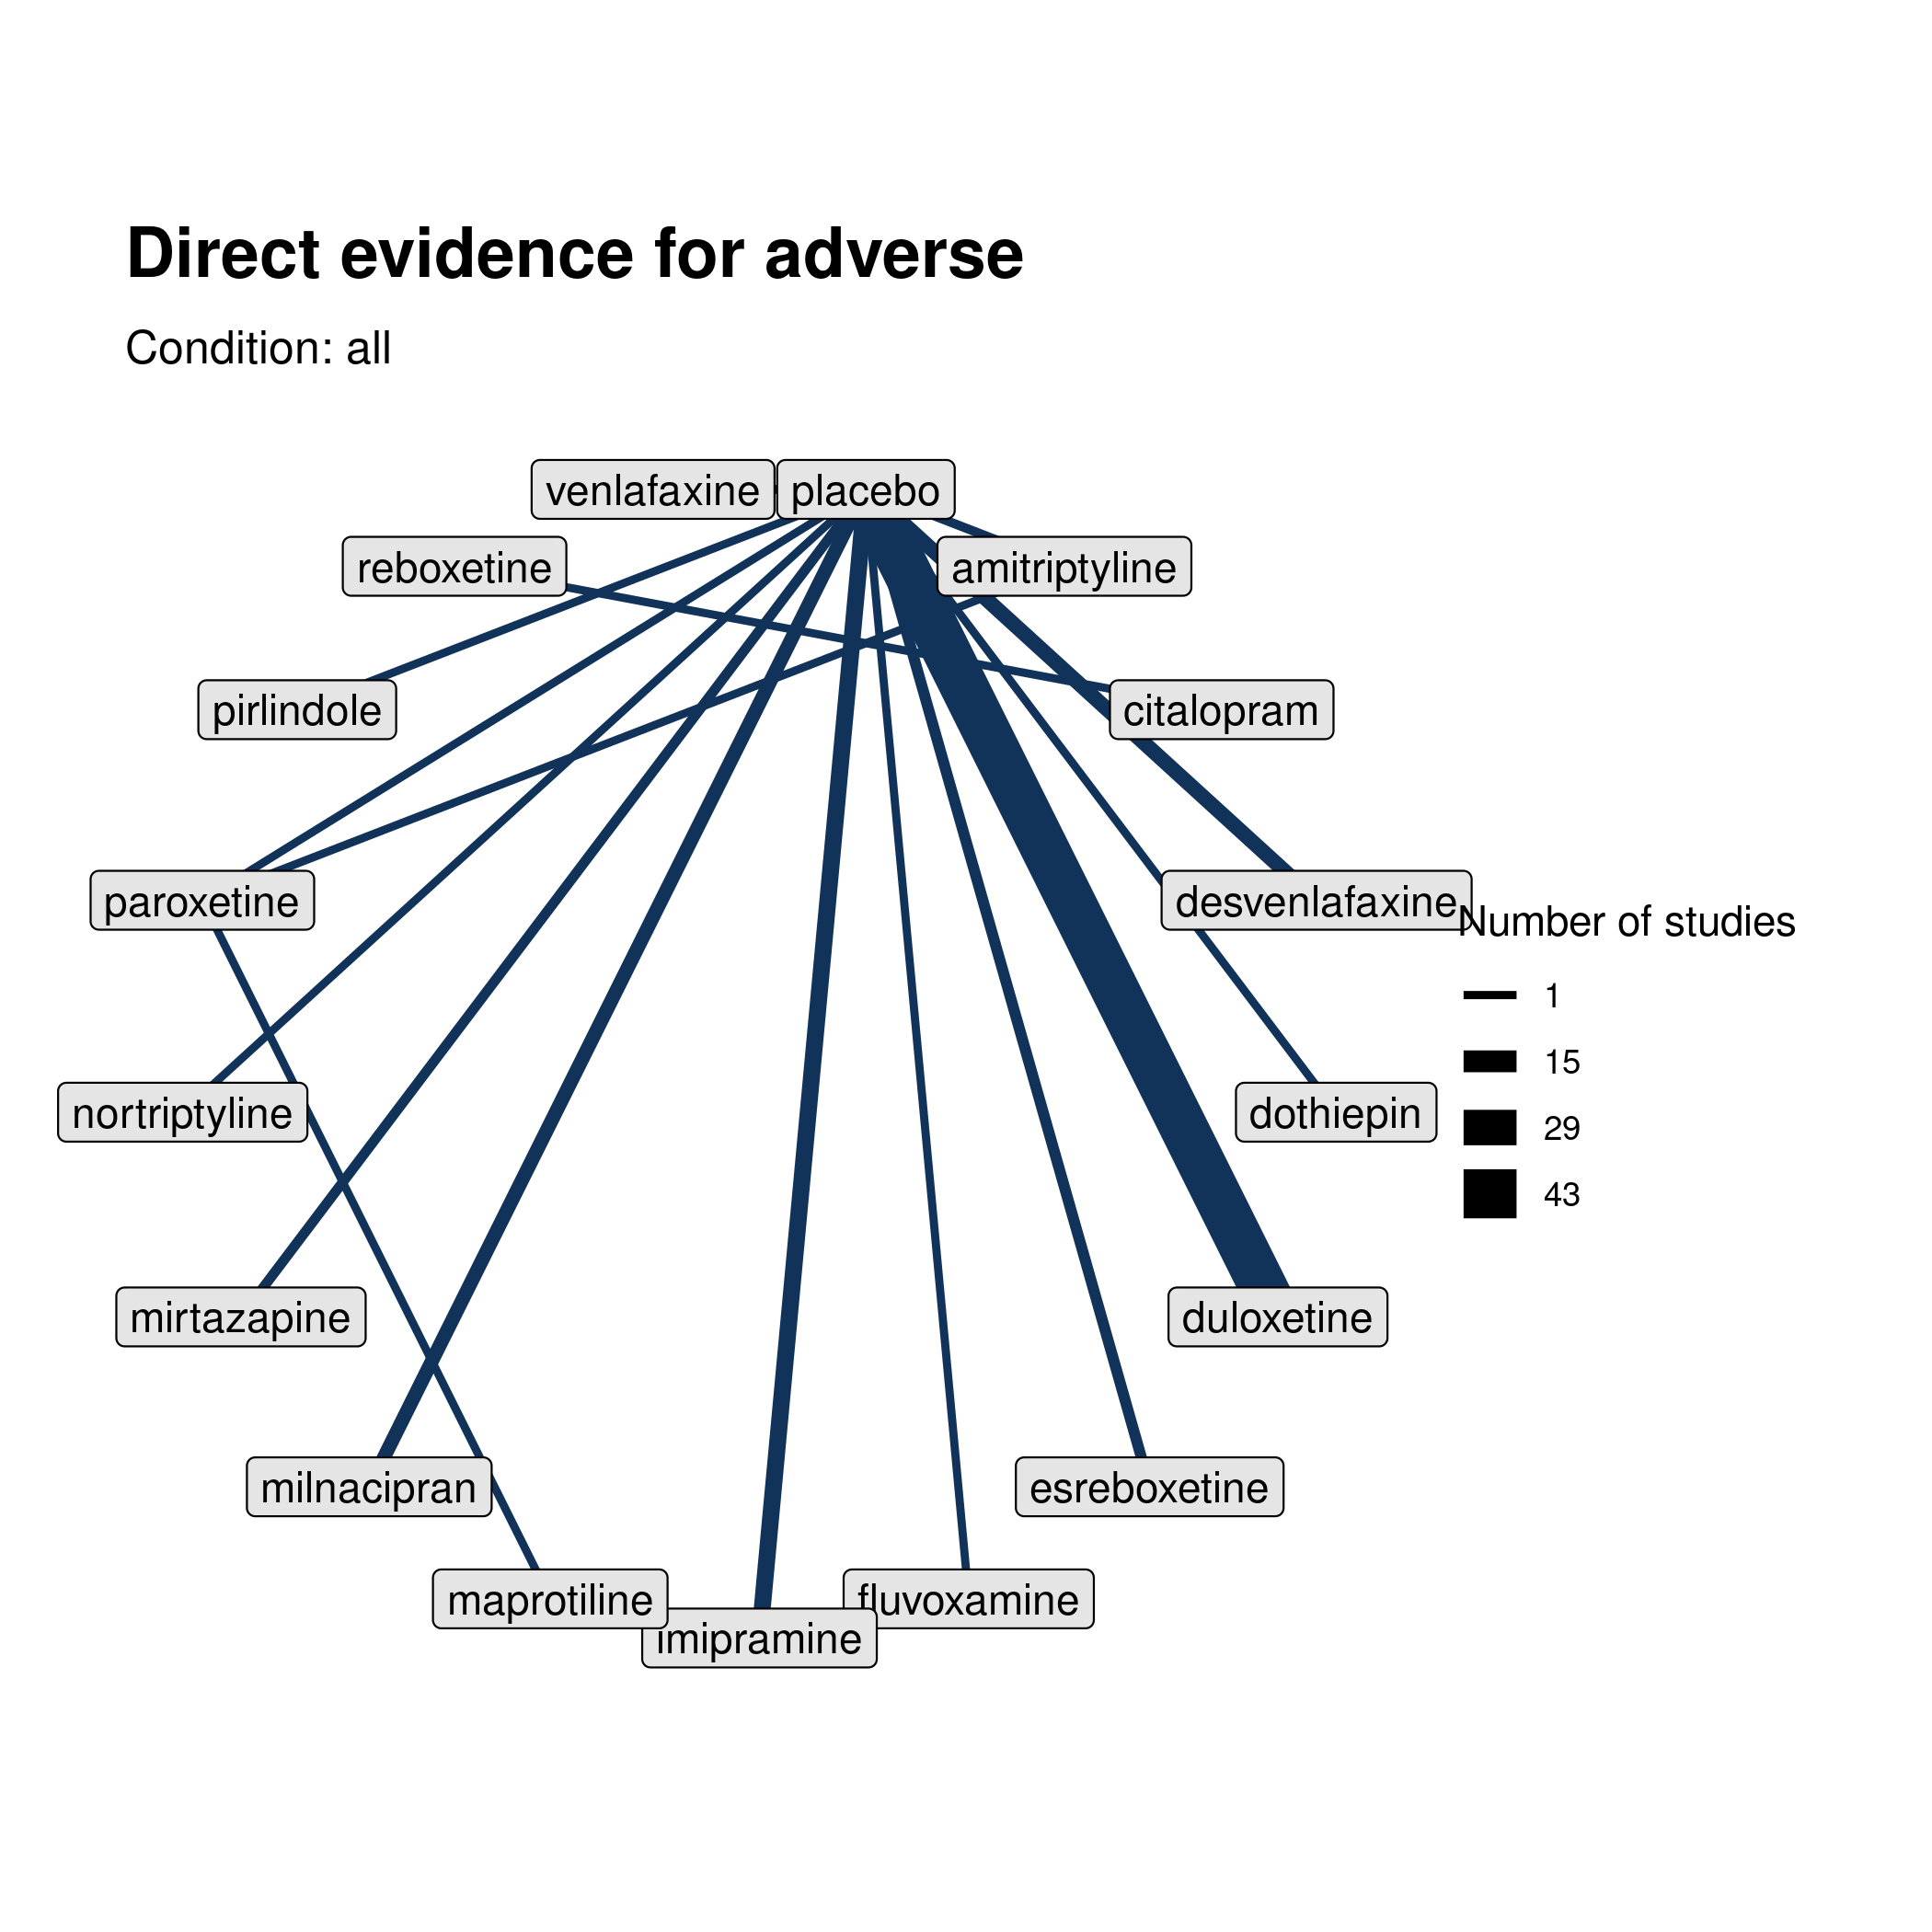 Direct evidence for adverse
Condition: all
venlafaxine
placebo
reboxetine
amitriptyline
pirlindole
citalopram
paroxetine
desvenlafaxine
Number of studies
1
15
29
43
nortriptyline
dothiepin
mirtazapine
duloxetine
milnacipran
esreboxetine
maprotiline
fluvoxamine
imipramine